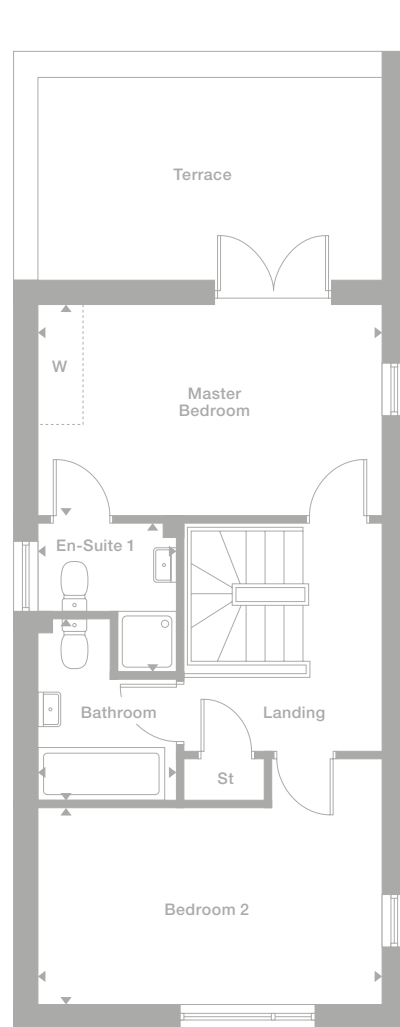 Terrace
W
Master
Bedroom
En-Suite 1
Bathroom
Landing
St
Bedroom 2